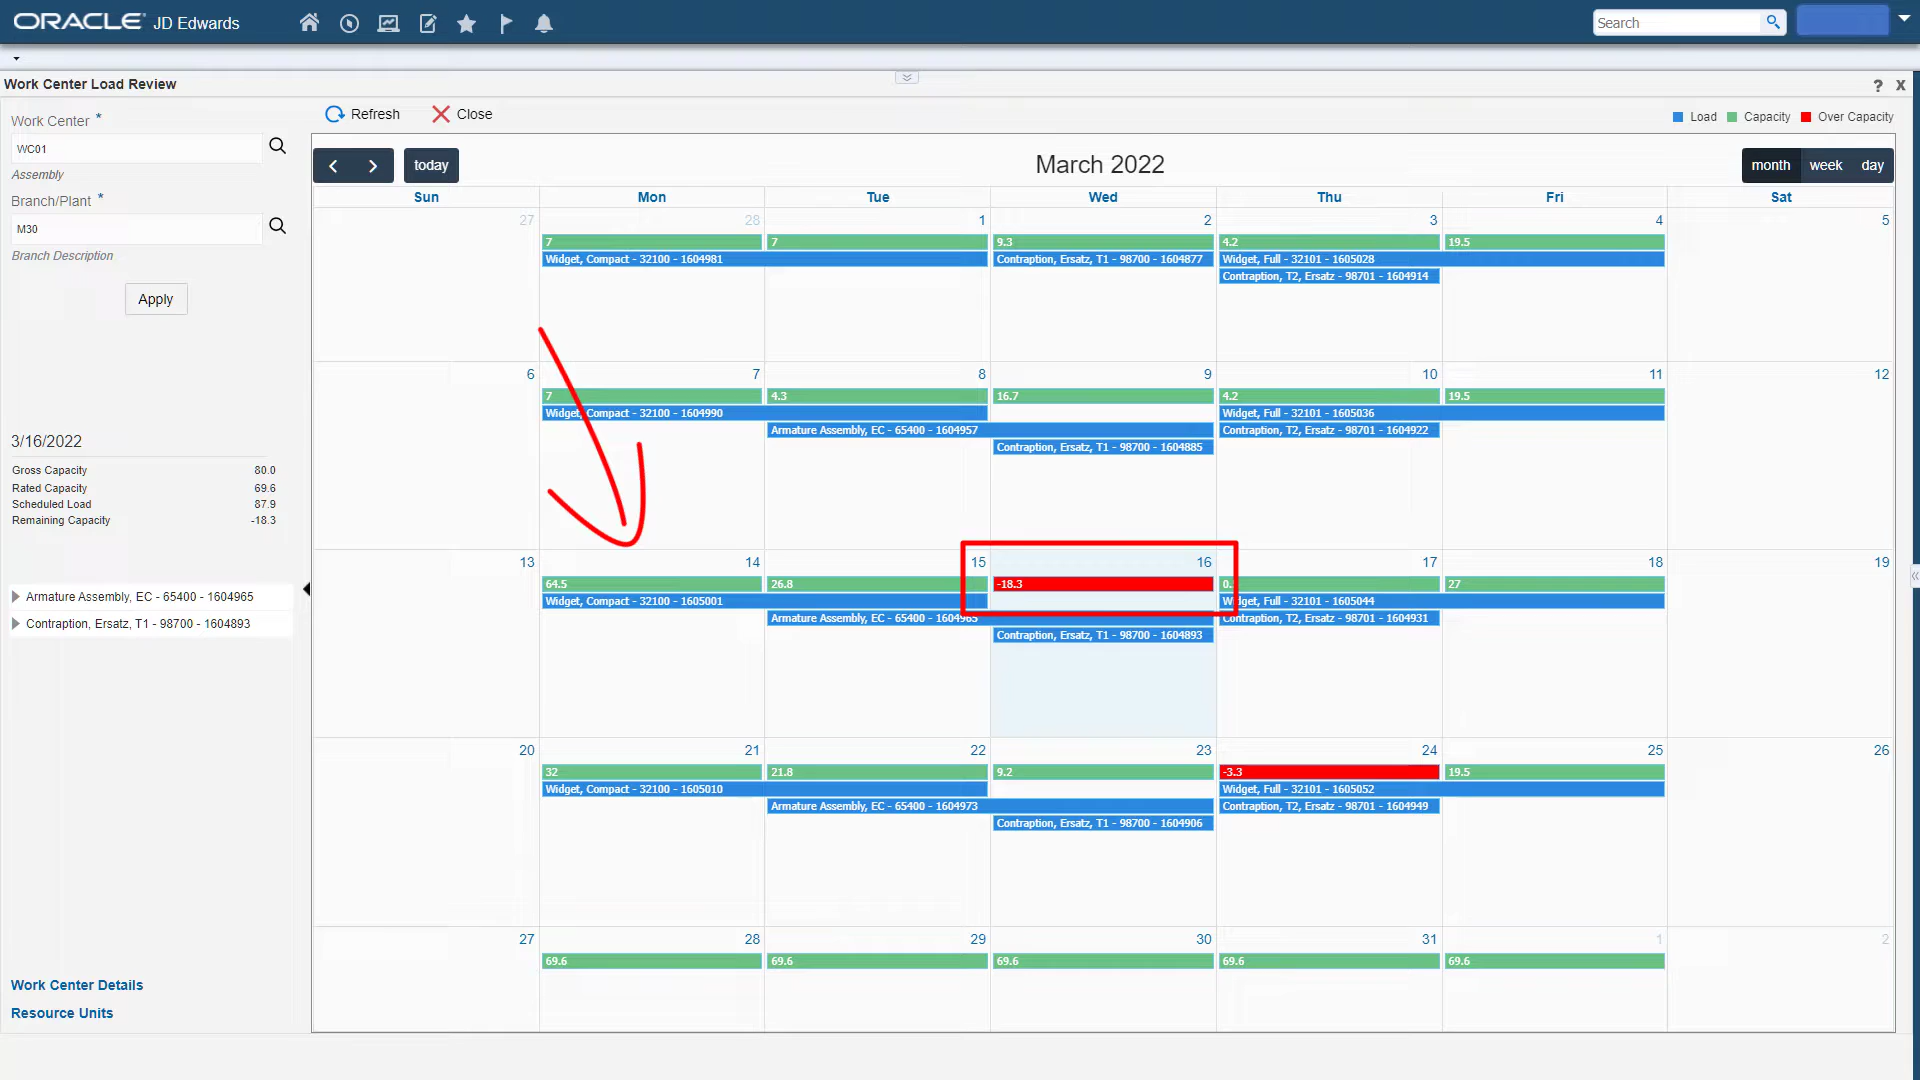 ORACLE JD Edwards
Search
Work Center Load Review
? X
Work Center *
WC01
Assembly
Branch/Plant *
M30
Branch Description
Apply
3/16/2022
Gross Capacity 80.0
Rated Capacity 69.6
Scheduled Load 87.9
Remaining Capacity -18.3
Armature Assembly, EC - 65400 - 1604965
Contraption, Ersatz, T1 - 98700 - 1604893
Work Center Details
Resource Units
Refresh Close
Load Capacity Over Capacity
today March 2022 month week day
Sun Mon Tue Wed Thu Fri Sat
27 28 1 2 3 4 5
7 7 9.3 4.2 19.5
Widget, Compact - 32100 - 1604981 Contraption, Ersatz, T1 - 98700 - 1604877 Widget, Full - 32101 - 1605028
Contraption, T2, Ersatz - 98701 - 1604914
6 7 8 9 10 11 12
7 4.3 16.7 4.2 19.5
Widget, Compact - 32100 - 1604990 Widget, Full - 32101 - 1605036
Armature Assembly, EC - 65400 - 1604957 Contraption, T2, Ersatz - 98701 - 1604922
Contraption, Ersatz, T1 - 98700 - 1604885
13 14 15 16 17 18 19
64.5 26.8 -18.3 27
Widget, Compact - 32100 - 1605001 Widget, Full - 32101 - 1605044
Armature Assembly, EC - 65400 - 1604965 Contraption, T2, Ersatz - 98701 - 1604931
Contraption, Ersatz, T1 - 98700 - 1604893
20 21 22 23 24 25 26
32 21.8 9.2 -3.3 19.5
Widget, Compact - 32100 - 1605010 Widget, Full - 32101 - 1605052
Armature Assembly, EC - 65400 - 1604973 Contraption, T2, Ersatz - 98701 - 1604949
Contraption, Ersatz, T1 - 98700 - 1604906
27 28 29 30 31 1 2
69.6 69.6 69.6 69.6 69.6